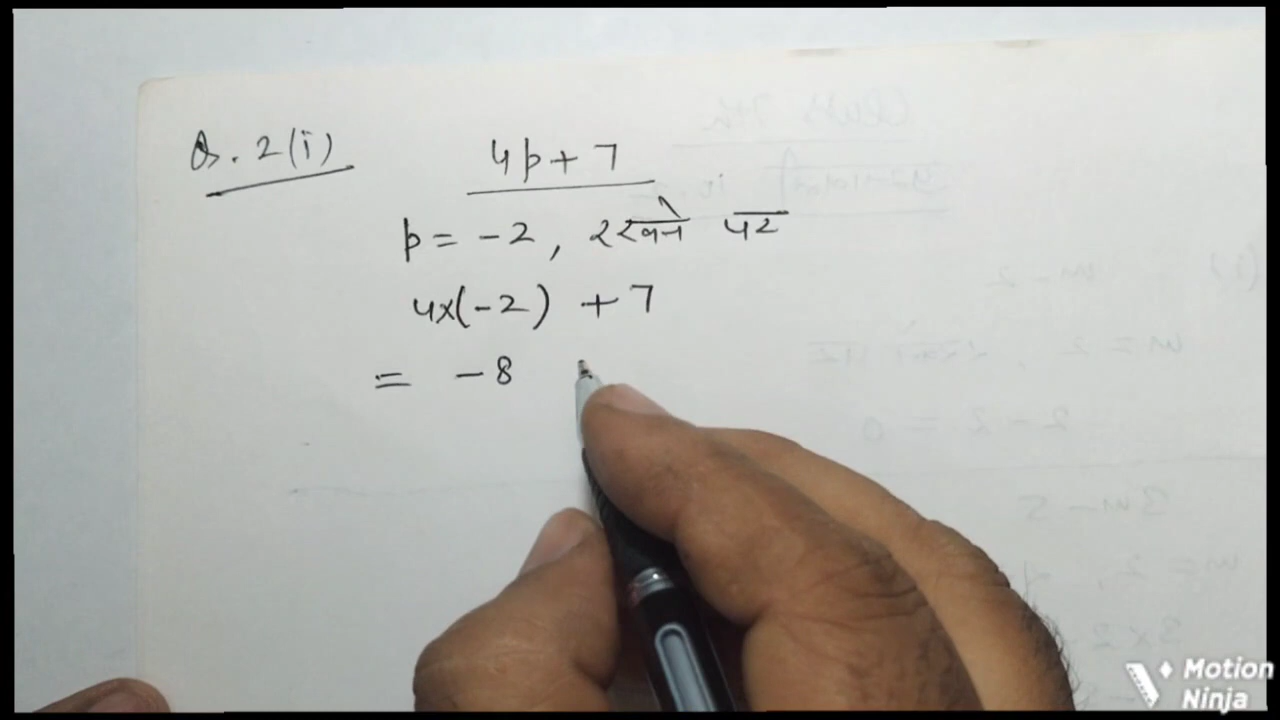 Q. 2(i)
4p + 7
p = -2, रखने पर
4x(-2) + 7
= -8
Motion
Ninja